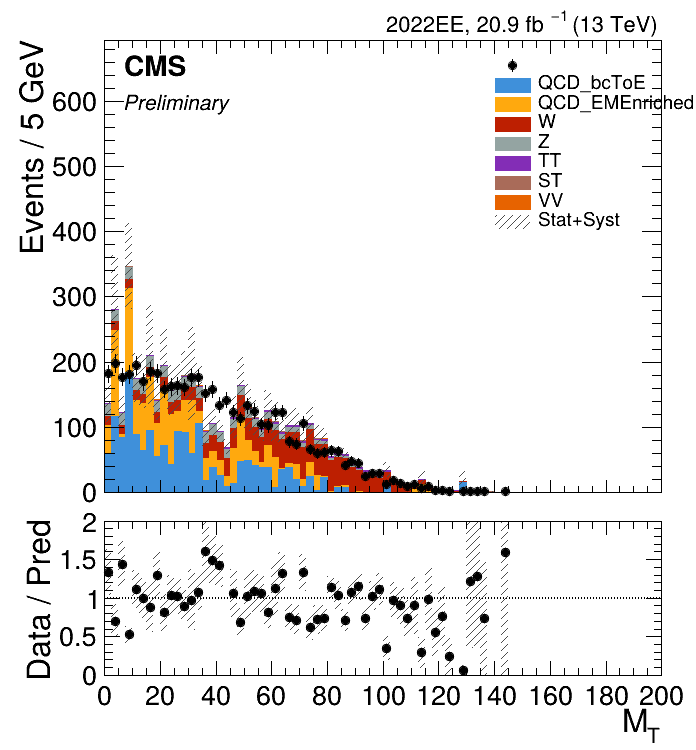 2022EE, 20.9 fb ⁻¹ (13 TeV)
CMS
Preliminary
QCD_bcToE
QCD_EMEnriched
W
Z
TT
ST
VV
Stat+Syst
Events / 5 GeV
600
500
400
300
200
100
0
Data / Pred
2
1.5
1
0.5
0
0 20 40 60 80 100 120 140 160 180 200
M_T